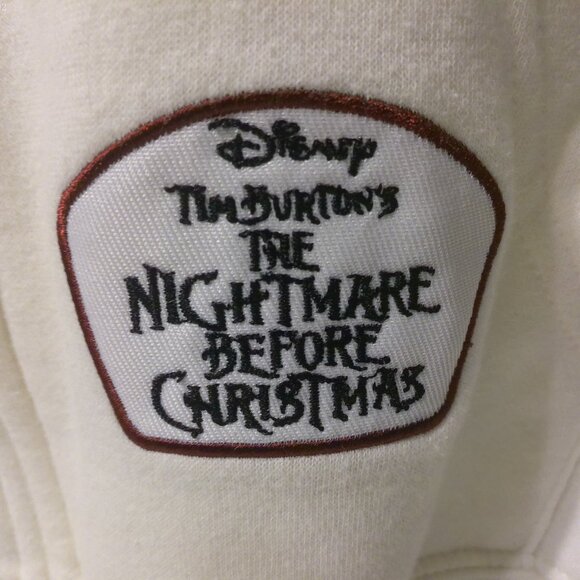 Disney
Tim Burton's
The
Nightmare
Before
Christmas